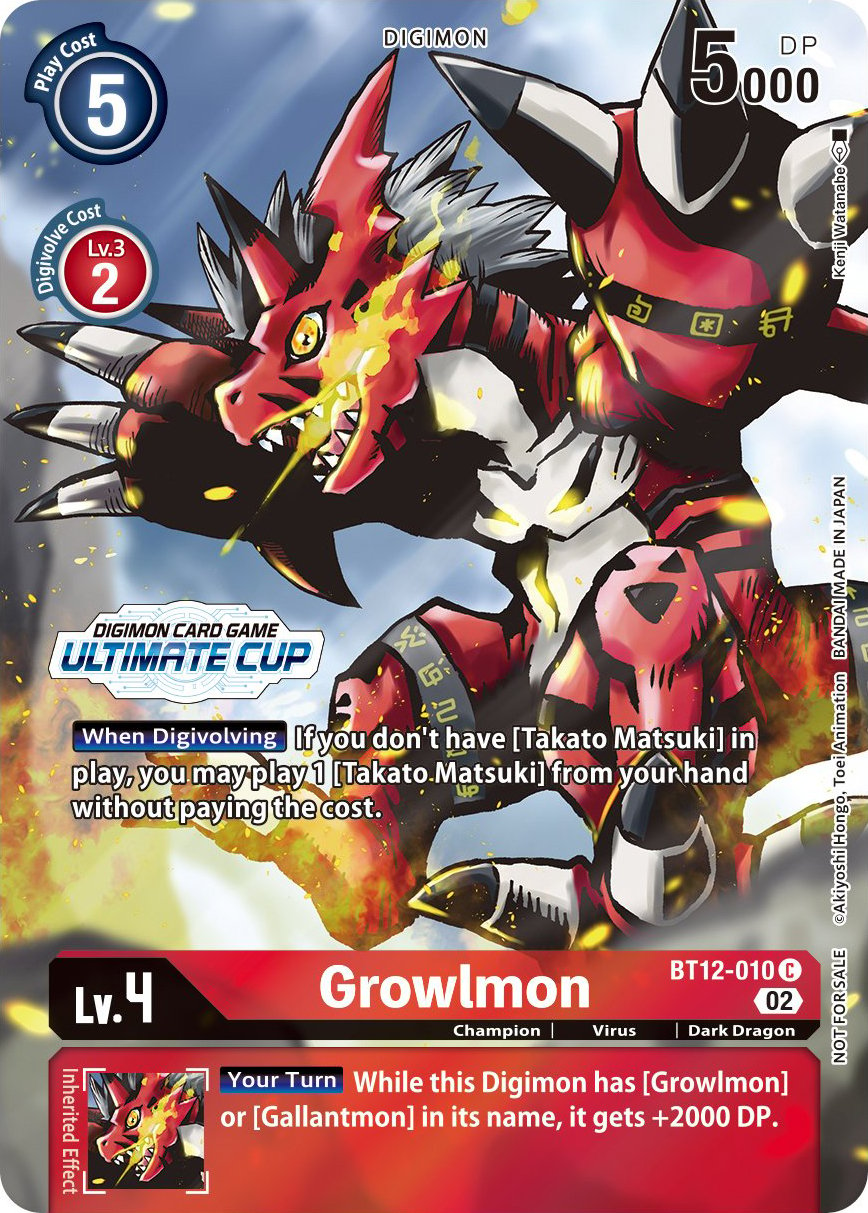 DIGIMON
Play Cost
5
DP
5000
Digivolve Cost
Lv.3
2
Kenji Watanabe
DIGIMON CARD GAME
ULTIMATE CUP
When Digivolving If you don't have [Takato Matsuki] in
play, you may play 1 [Takato Matsuki] from your hand
without paying the cost.
©Akiyoshi Hongo, Toei Animation BANDAI MADE IN JAPAN
NOT FOR SALE
Lv.4
Growlmon
BT12-010 C
02
Champion | Virus | Dark Dragon
Inherited Effect
Your Turn While this Digimon has [Growlmon]
or [Gallantmon] in its name, it gets +2000 DP.